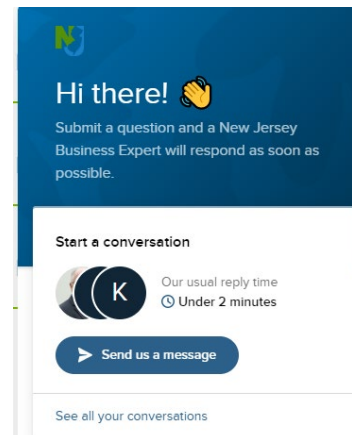 NJ
Hi there! 👋
Submit a question and a New Jersey
Business Expert will respond as soon as
possible.
Start a conversation
K
Our usual reply time
Under 2 minutes
Send us a message
See all your conversations